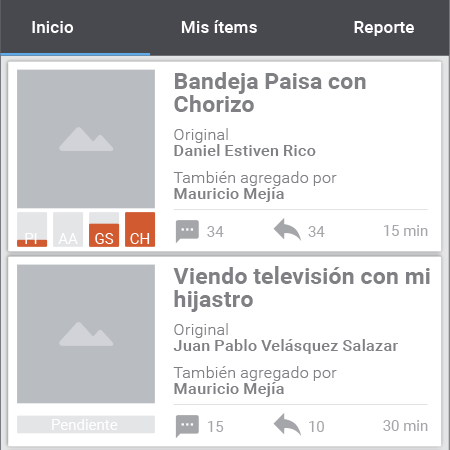 Inicio Mis ítems Reporte
Bandeja Paisa con
Chorizo
Original
Daniel Estiven Rico
También agregado por
Mauricio Mejía
PI AA GS CH
34 34 15 min
Viendo televisión con mi
hijastro
Original
Juan Pablo Velásquez Salazar
También agregado por
Mauricio Mejía
Pendiente
15 10 30 min